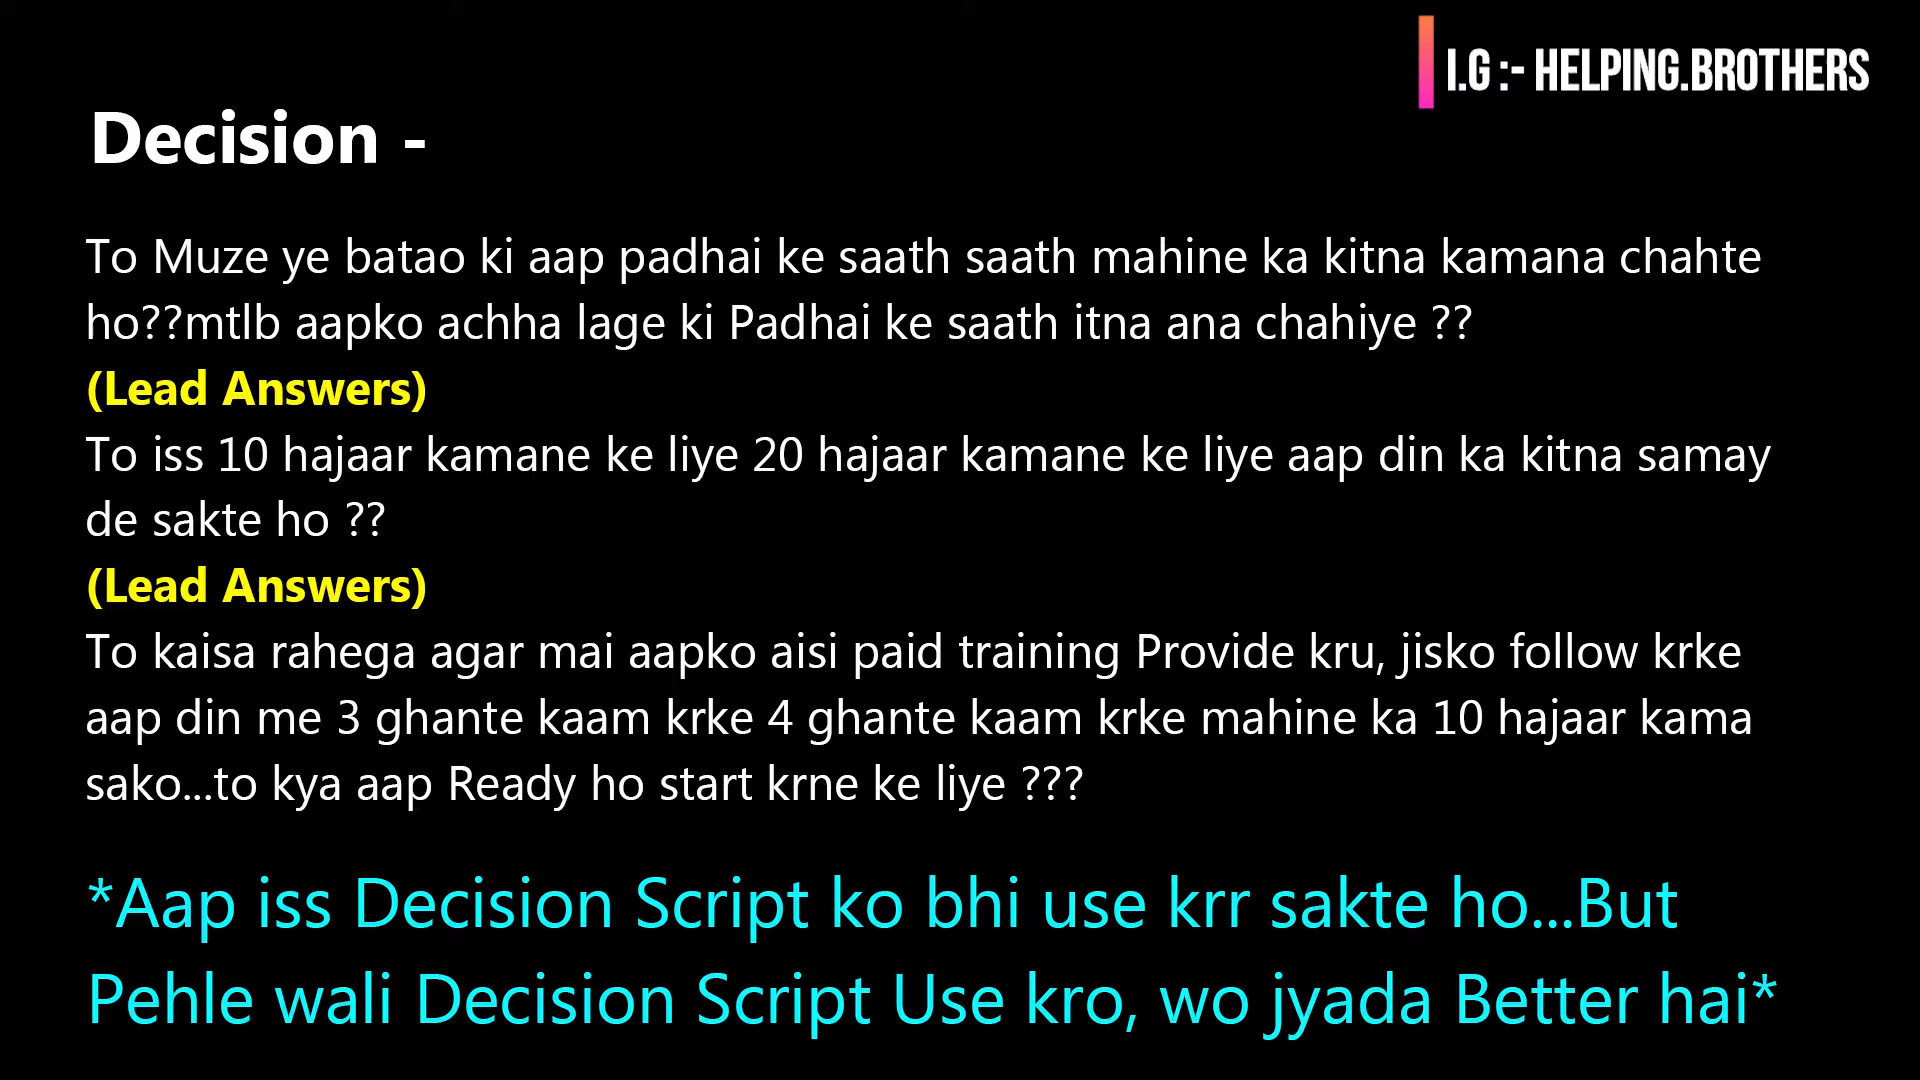 I.G :- HELPING.BROTHERS
Decision -
To Muze ye batao ki aap padhai ke saath saath mahine ka kitna kamana chahte
ho??mtlb aapko achha lage ki Padhai ke saath itna ana chahiye ??
(Lead Answers)
To iss 10 hajaar kamane ke liye 20 hajaar kamane ke liye aap din ka kitna samay
de sakte ho ??
(Lead Answers)
To kaisa rahega agar mai aapko aisi paid training Provide kru, jisko follow krke
aap din me 3 ghante kaam krke 4 ghante kaam krke mahine ka 10 hajaar kama
sako...to kya aap Ready ho start krne ke liye ???
*Aap iss Decision Script ko bhi use krr sakte ho...But
Pehle wali Decision Script Use kro, wo jyada Better hai*